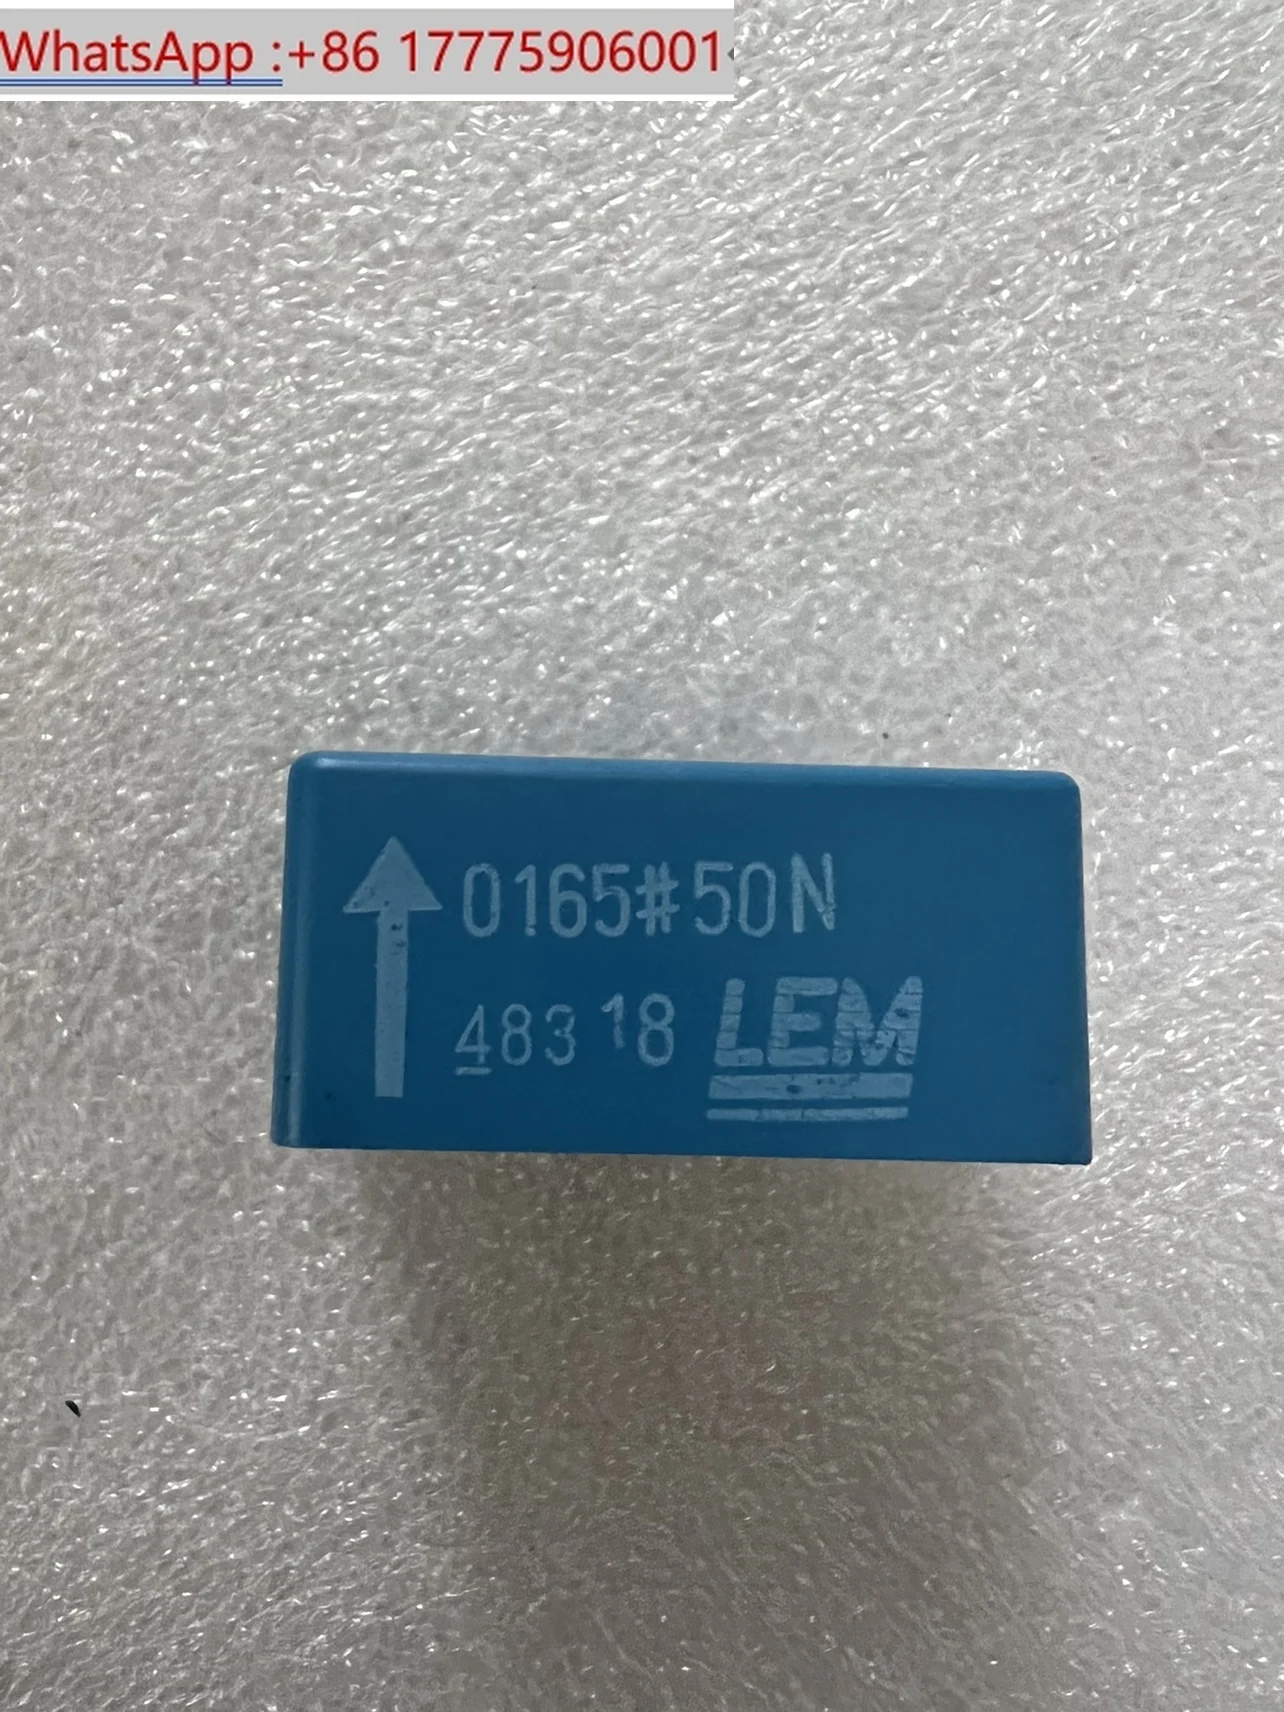 WhatsApp :+86 17775906001
0165#50N
483 18 LEM